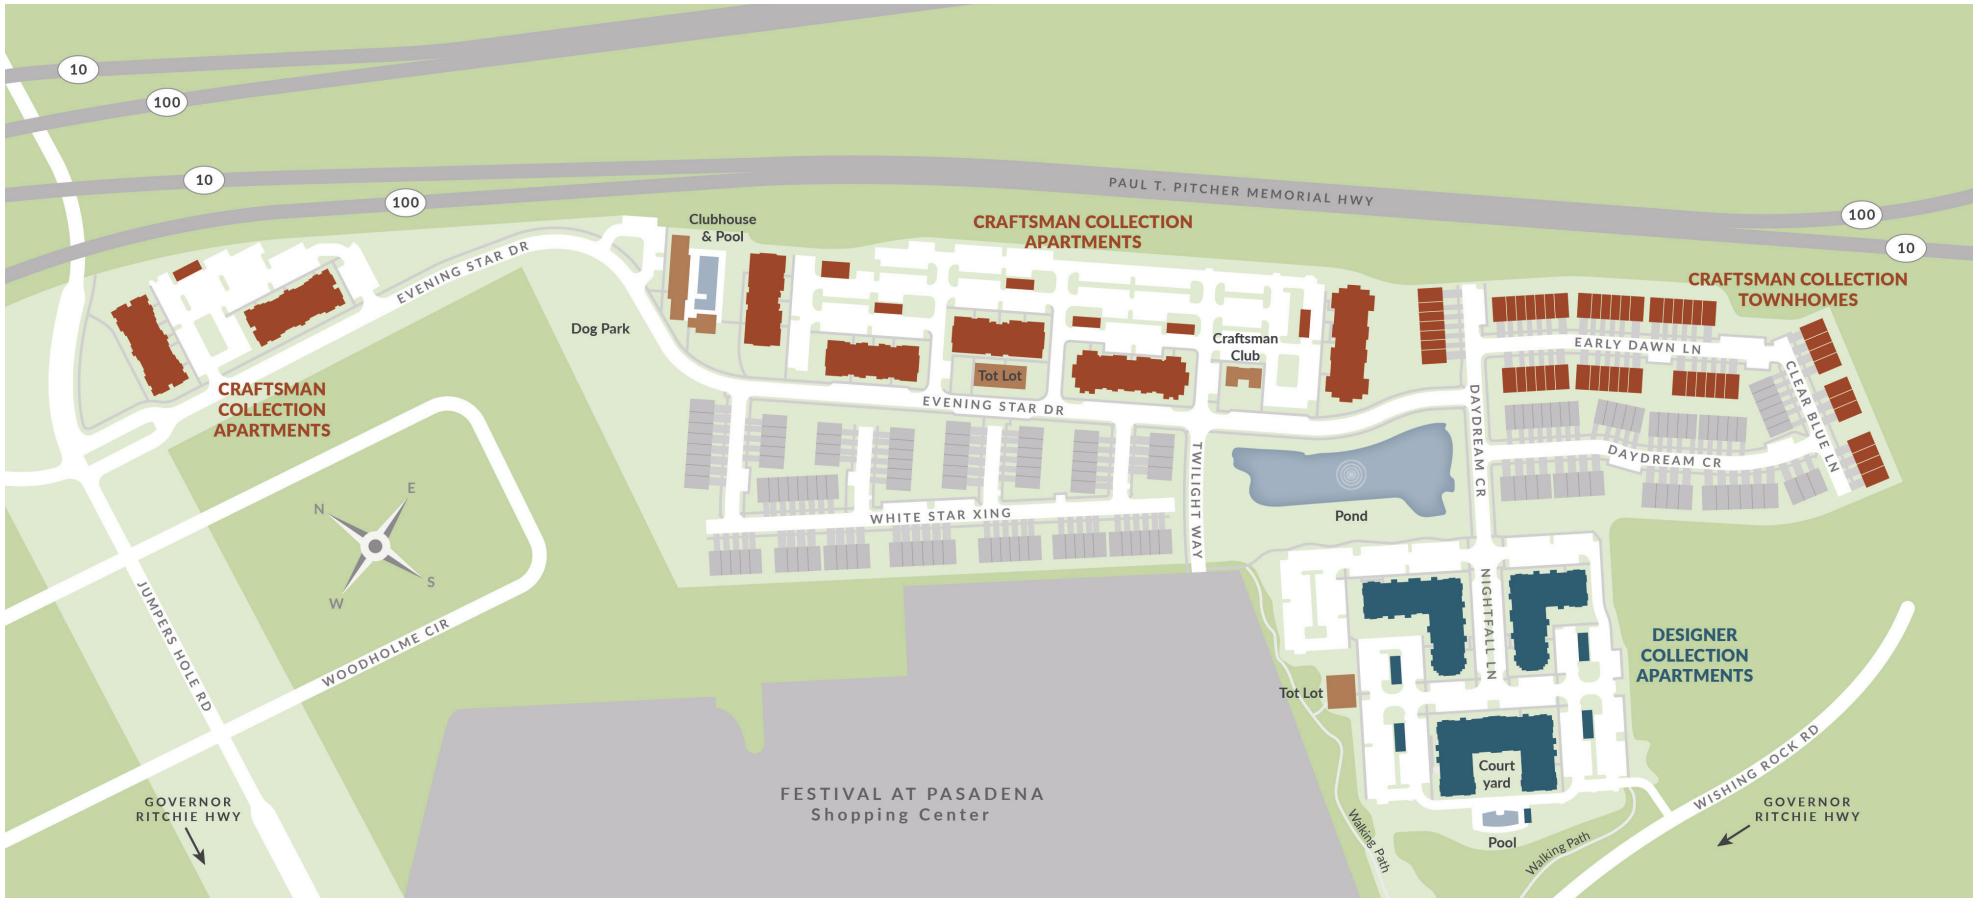 10
100
10
100
PAUL T. PITCHER MEMORIAL HWY
100
10
Clubhouse
& Pool
CRAFTSMAN COLLECTION
APARTMENTS
EVENING STAR DR
CRAFTSMAN COLLECTION
TOWNHOMES
Dog Park
Craftsman
Club
EARLY DAWN LN
Tot Lot
CLEAR BLUE LN
CRAFTSMAN
COLLECTION
APARTMENTS
EVENING STAR DR
DAYDREAM CR
TWILIGHT WAY
DAYDREAM CR
N
E
S
W
WHITE STAR XING
Pond
JUMPERS HOLE RD
WOODHOLME CIR
NIGHTFALL LN
DESIGNER
COLLECTION
APARTMENTS
Tot Lot
Court
yard
WISHING ROCK RD
FESTIVAL AT PASADENA
Shopping Center
GOVERNOR
RITCHIE HWY
GOVERNOR
RITCHIE HWY
Walking Path
Pool
Walking Path